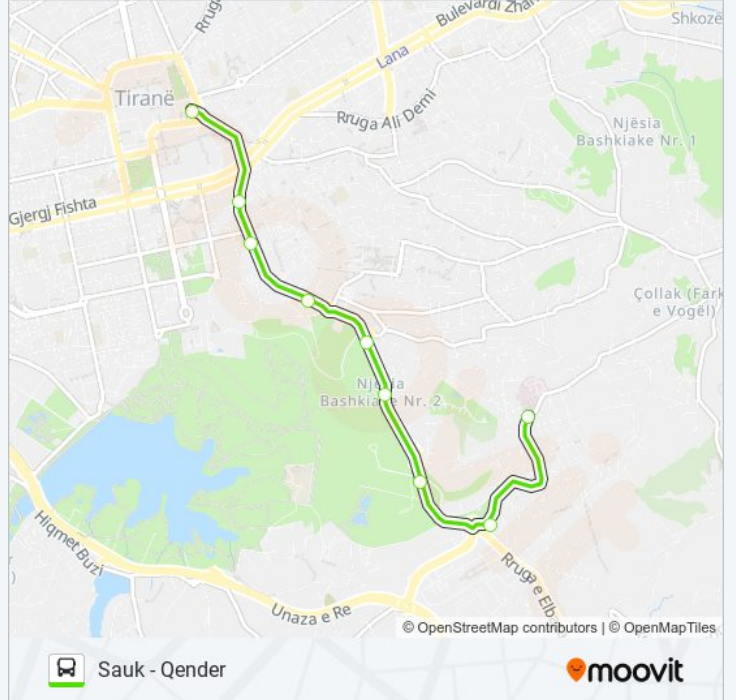 Rrug
Bulevardi Zhan
Shkozë
Lana
Tiranë
Rruga Ali Demi
Njësia
Bashkiake Nr. 1
Gjergj Fishta
Çollak (Fark
e Vogël)
Njësia
Bashkiake Nr. 2
Hiqmet Buzi
)
Rruga e Elb
Unaza e Re
© OpenStreetMap contributors | © OpenMapTiles
Sauk - Qender
moovit